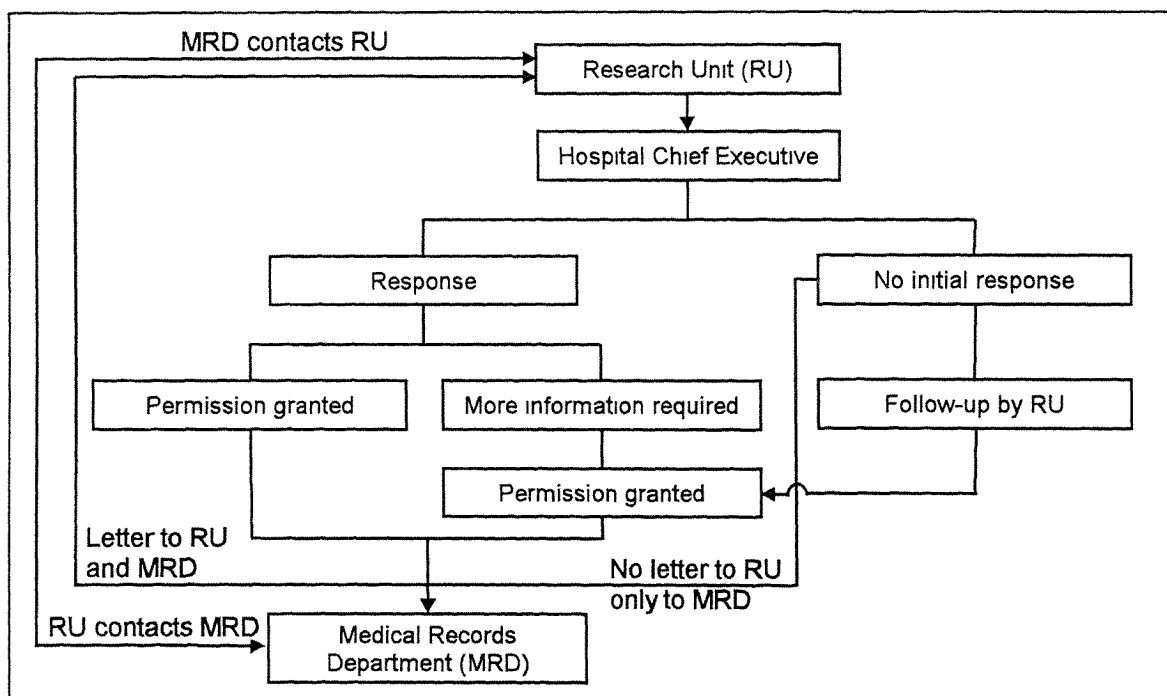 MRD contacts RU
Research Unit (RU)
Hospital Chief Executive
Response
No initial response
Permission granted
More information required
Follow-up by RU
Permission granted
Letter to RU
and MRD
No letter to RU
only to MRD
RU contacts MRD
Medical Records
Department (MRD)